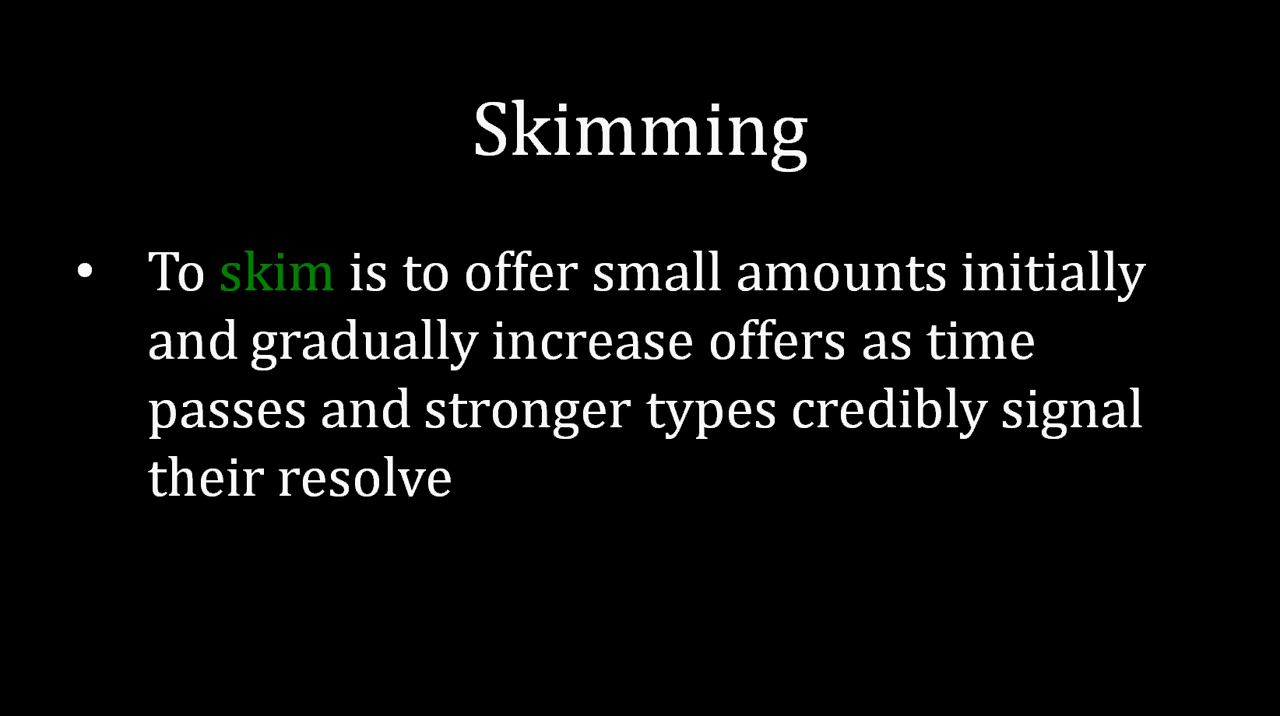 Skimming
• To skim is to offer small amounts initially
and gradually increase offers as time
passes and stronger types credibly signal
their resolve